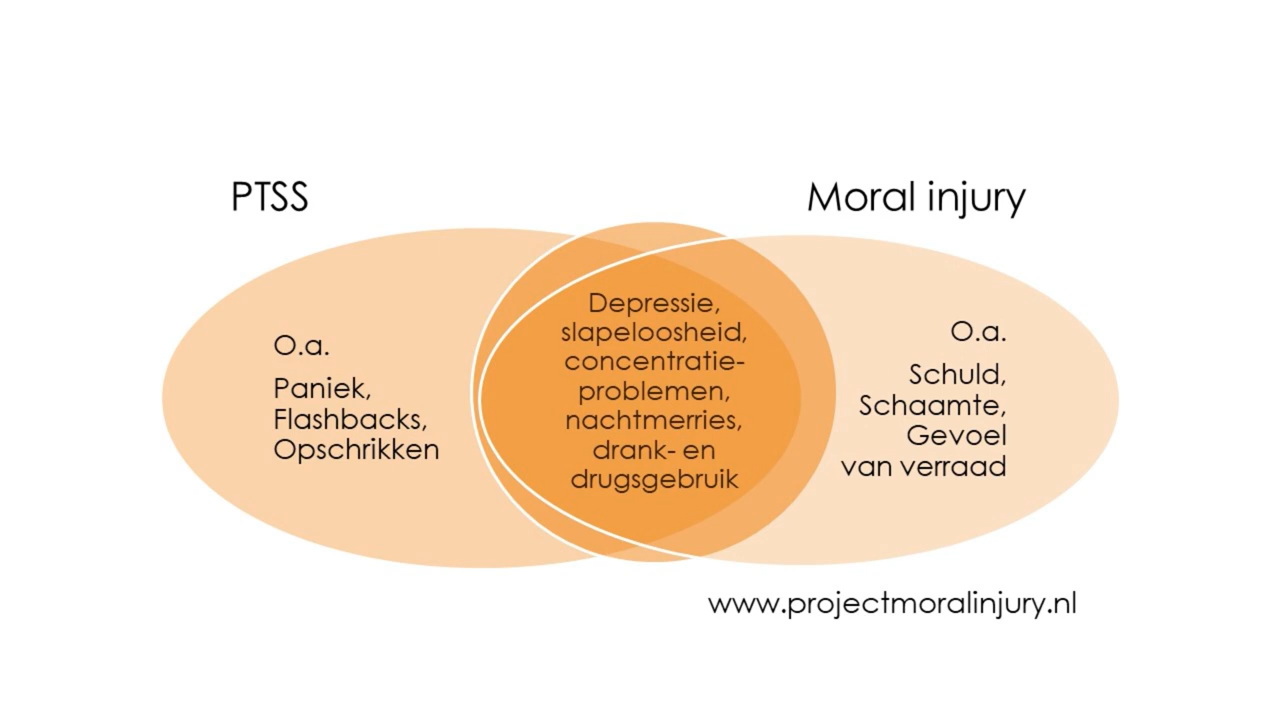 PTSS
Moral injury
O.a.
Paniek,
Flashbacks,
Opschrikken
Depressie,
slapeloosheid,
concentratie-
problemen,
nachtmerries,
drank- en
drugsgebruik
O.a.
Schuld,
Schaamte,
Gevoel
van verraad
www.projectmoralinjury.nl